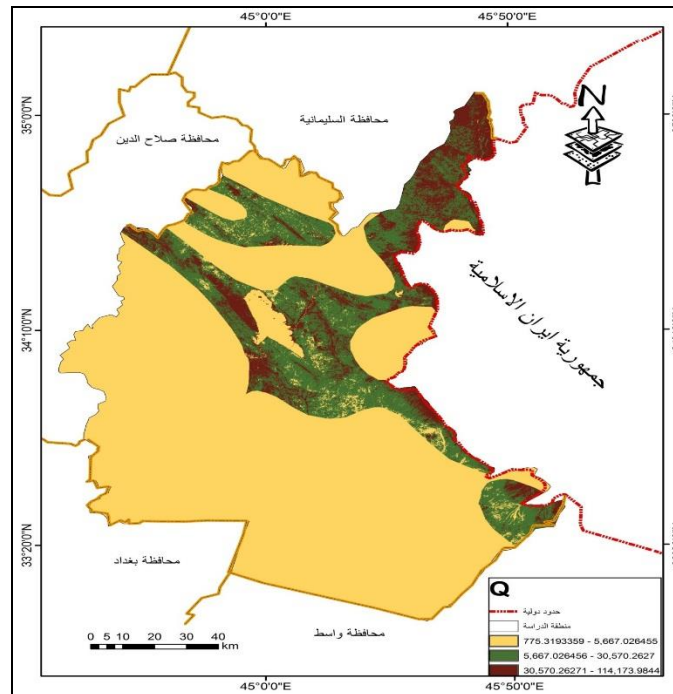 45°0'0"E 45°50'0"E
35°0'0"N
34°10'0"N
33°20'0"N
N
محافظة السليمانية
محافظة صلاح الدين
جمهورية ايران الاسلامية
محافظة بغداد
محافظة واسط
0 5 10 20 30 40
km
Q
حدود دولية
منطقة الدراسة
775.3193359 - 5,667.026455
5,667.026456 - 30,570.2627
30,570.26271 - 114,173.9844
45°0'0"E 45°50'0"E